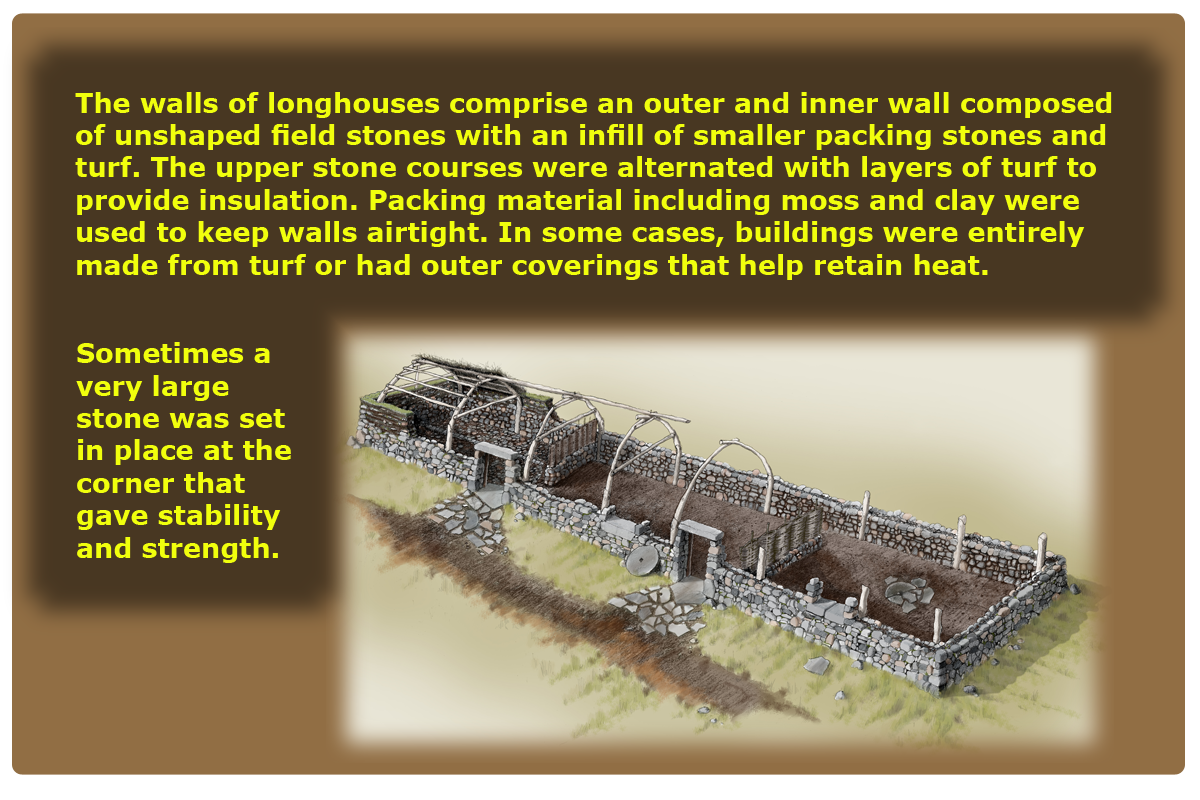 The walls of longhouses comprise an outer and inner wall composed
of unshaped field stones with an infill of smaller packing stones and
turf. The upper stone courses were alternated with layers of turf to
provide insulation. Packing material including moss and clay were
used to keep walls airtight. In some cases, buildings were entirely
made from turf or had outer coverings that help retain heat.
Sometimes a
very large
stone was set
in place at the
corner that
gave stability
and strength.